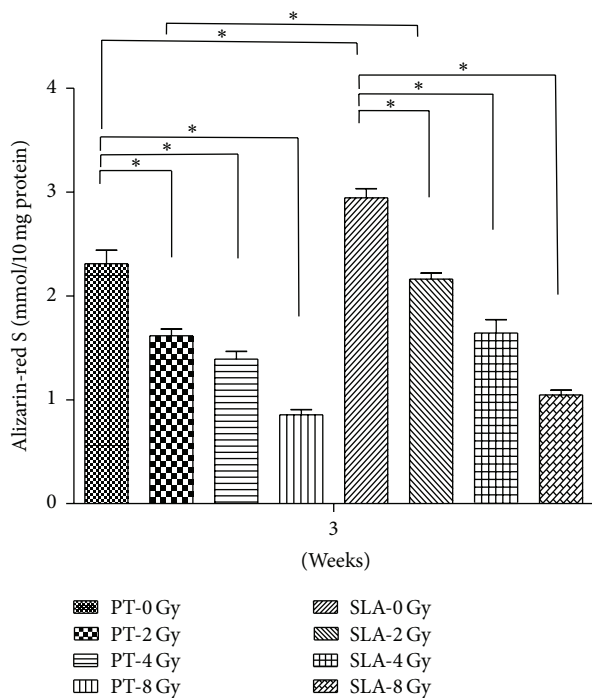 *
*
*
*
*
*
*
*
Alizarin-red S (mmol/10 mg protein)
4
3
2
1
0
3
(Weeks)
PT-0 Gy
PT-2 Gy
PT-4 Gy
PT-8 Gy
SLA-0 Gy
SLA-2 Gy
SLA-4 Gy
SLA-8 Gy